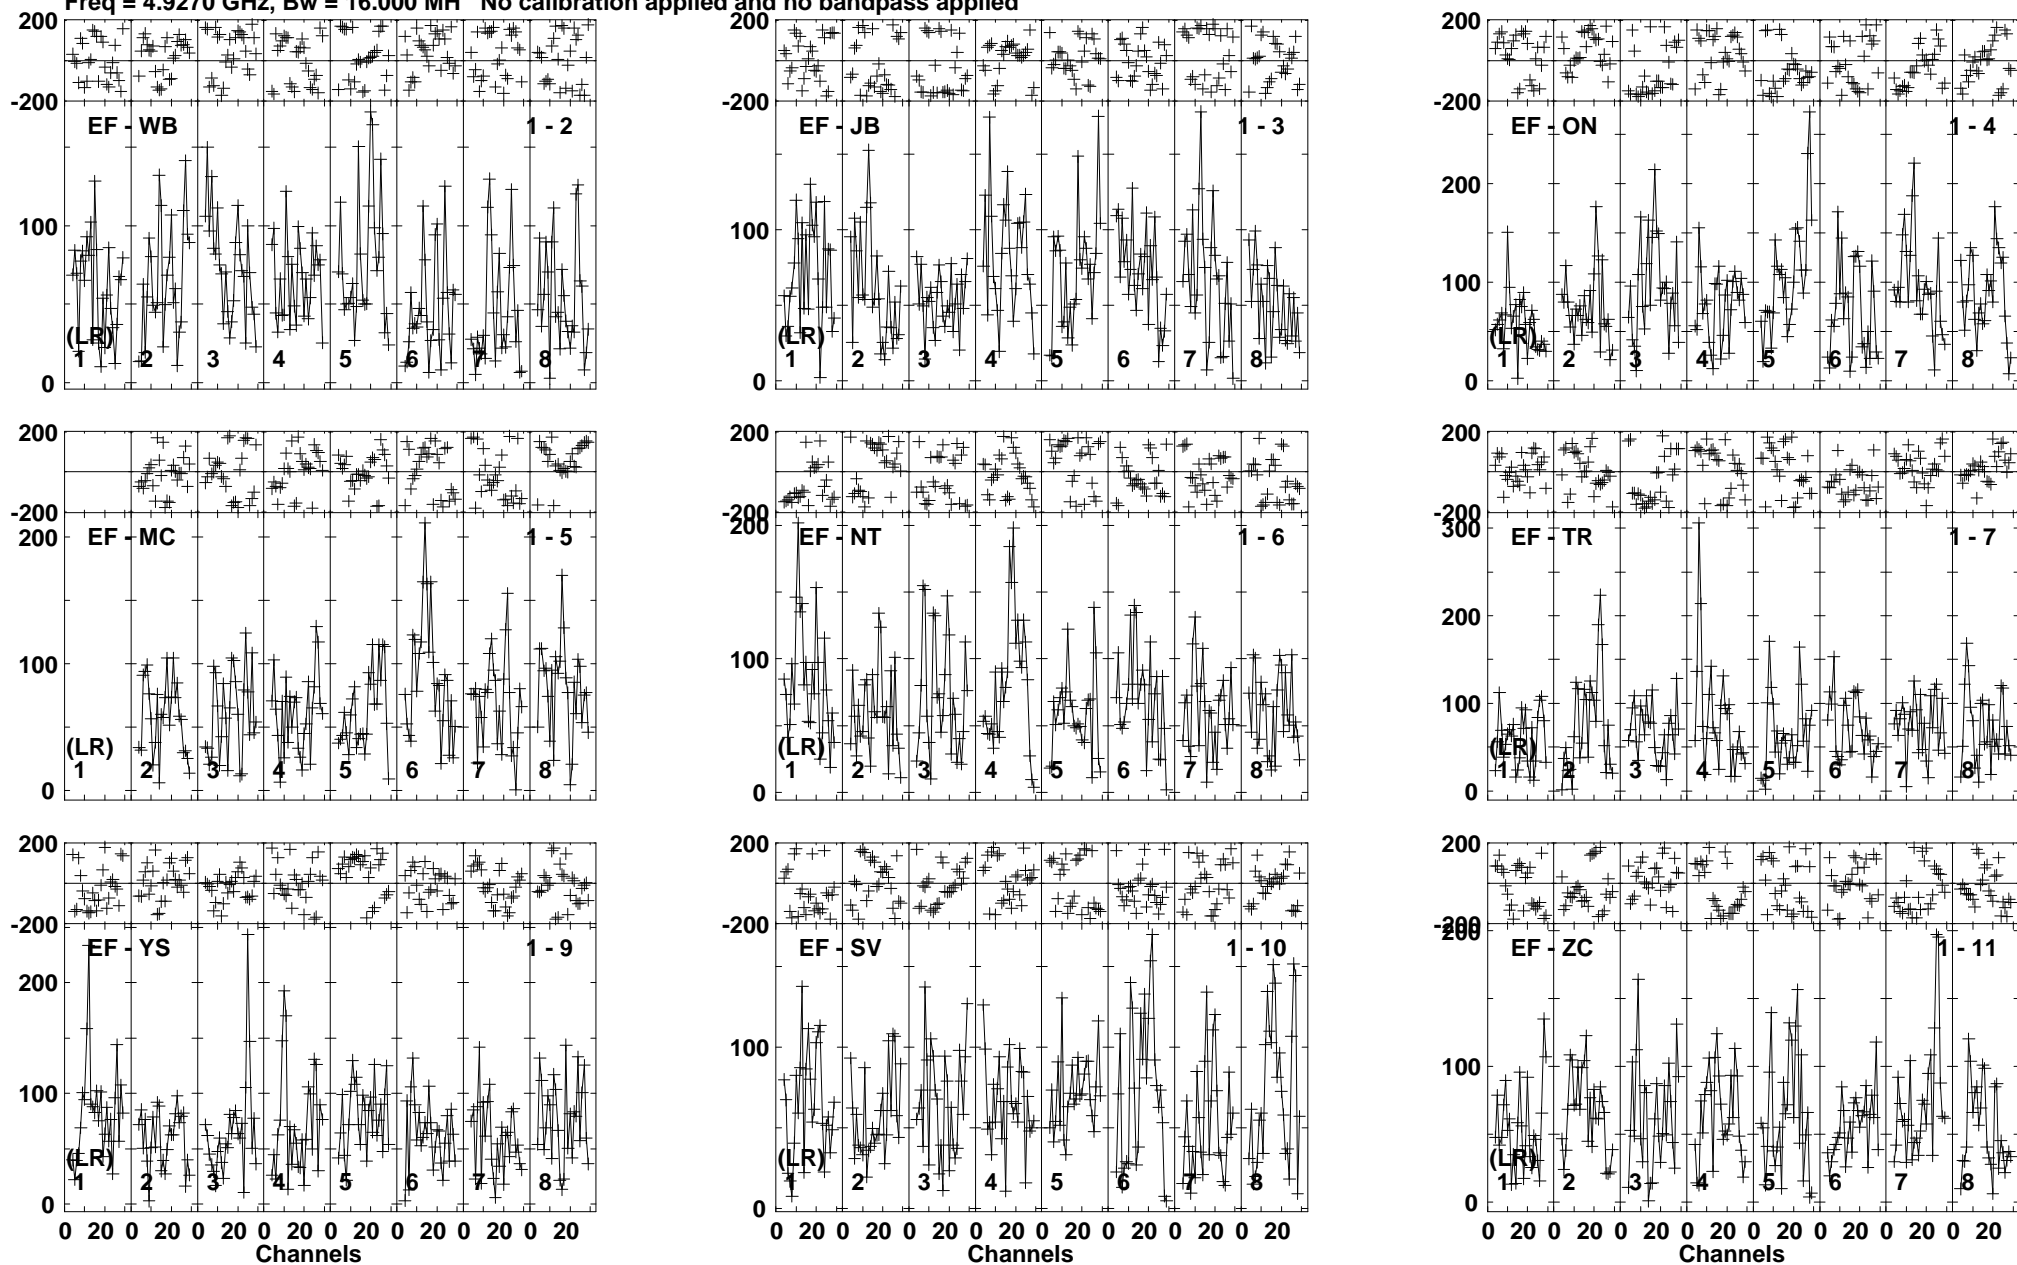 Freq = 4.9270 GHz, Bw = 16.000 MH No calibration applied and no bandpass applied
200 200 200
-200 -200 -200
EF - WB 1 - 2 EF - JB 1 - 3 EF - ON 1 - 4
200
100 100 100
(LR) (LR) (LR)
1 2 3 4 5 6 7 8 1 2 3 4 5 6 7 8 1 2 3 4 5 6 7 8
0 0 0
200 200 200
-200 -200 -200
200 200 300
EF - MC 1 - 5 EF - NT 1 - 6 EF - TR 1 - 7
200
100 100 100
(LR) (LR) (LR)
1 2 3 4 5 6 7 8 1 2 3 4 5 6 7 8 1 2 3 4 5 6 7 8
0 0 0
200 200 200
-200 -200 -200
200
EF - YS 1 - 9 EF - SV 1 - 10 EF - ZC 1 - 11
200
100 100 100
(LR) (LR) (LR)
1 2 3 4 5 6 7 8 1 2 3 4 5 6 7 8 1 2 3 4 5 6 7 8
0 0 0
0 20 0 20 0 20 0 20 0 20 0 20 0 20 0 20 0 20 0 20 0 20 0 20 0 20 0 20 0 20 0 20 0 20 0 20 0 20 0 20 0 20 0 20 0 20 0 20
Channels Channels Channels